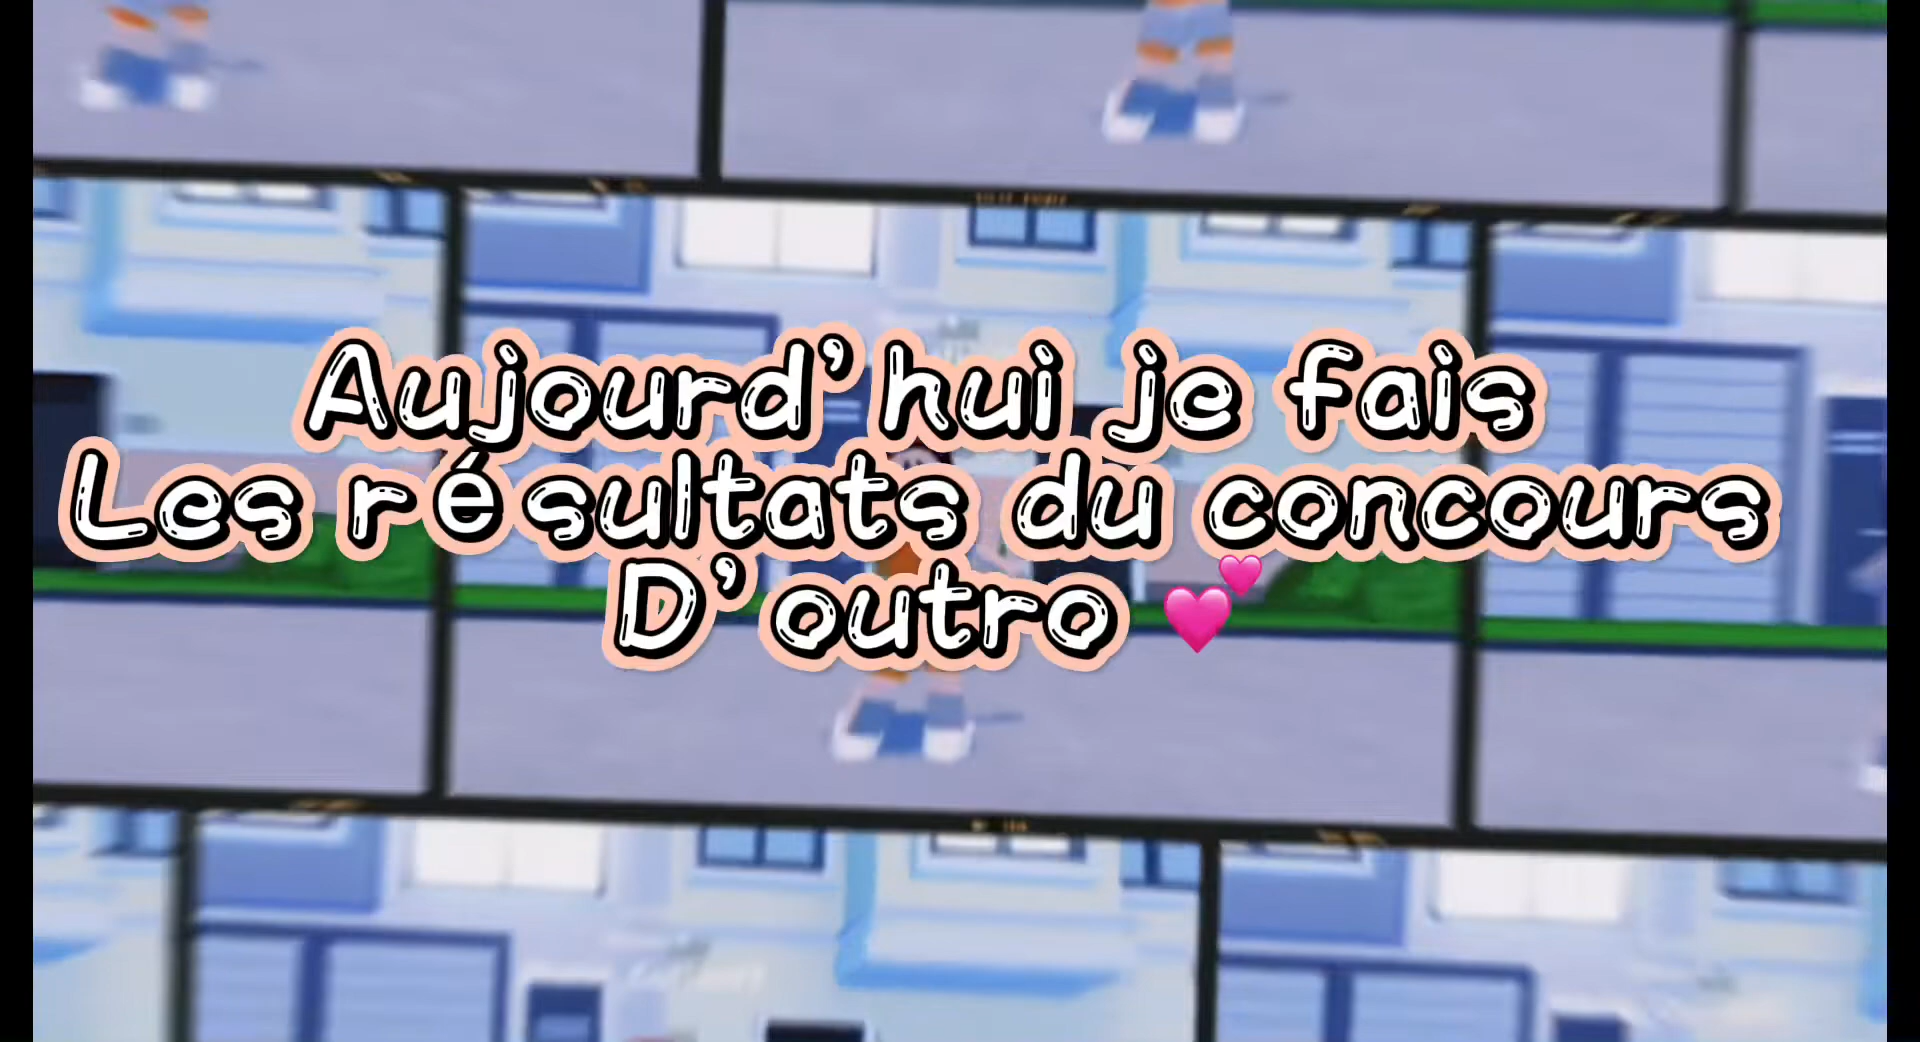 Aujourd'hui je fais
Les résultats du concours
D'outro 💕